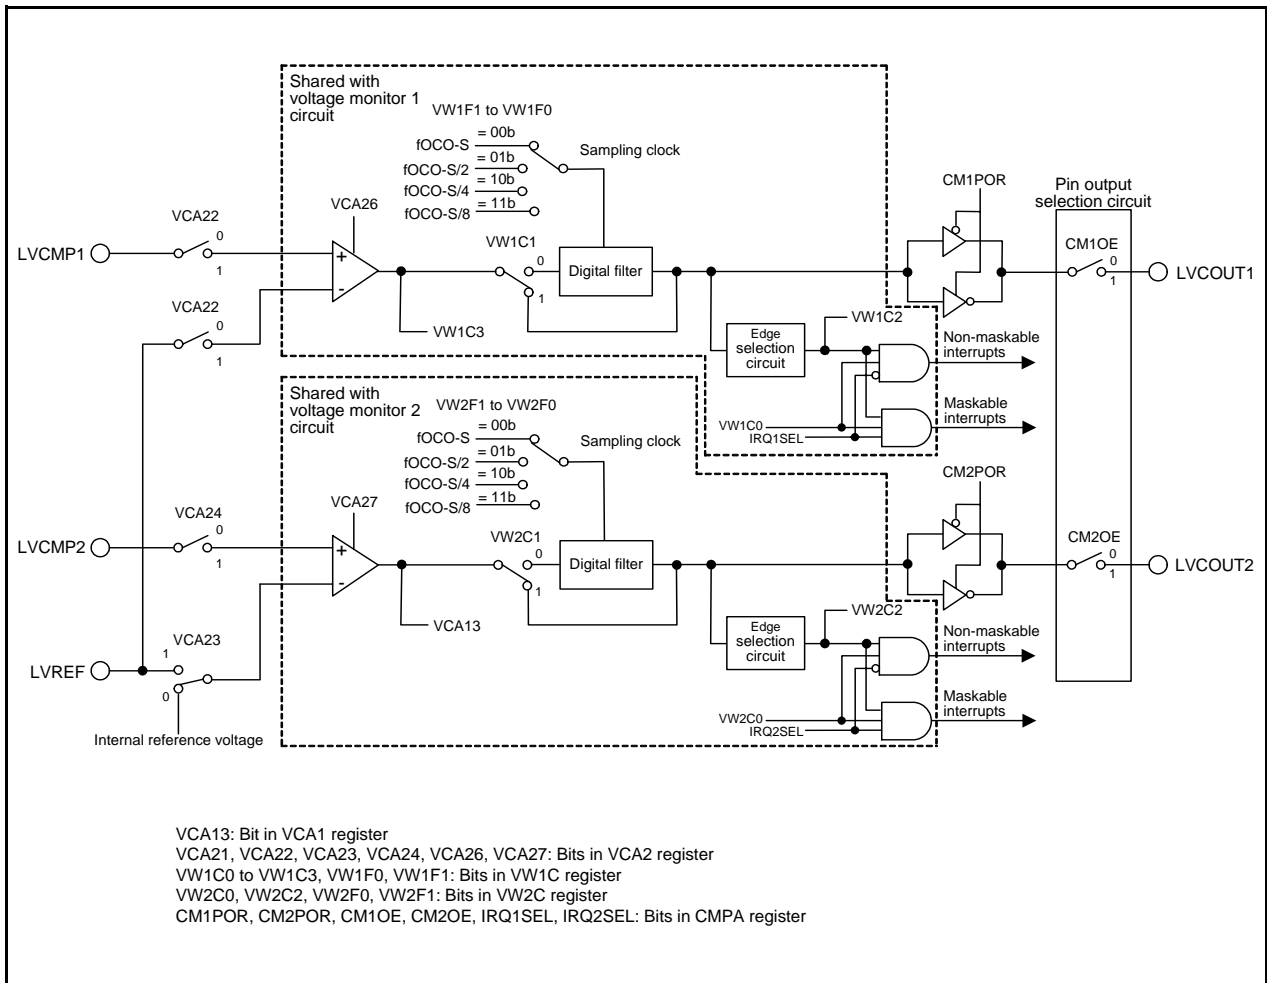 Shared with
voltage monitor 1
circuit
VW1F1 to VW1F0
fOCO-S
= 00b
fOCO-S/2
= 01b
fOCO-S/4
= 10b
fOCO-S/8
= 11b
Sampling clock
VCA26
VCA22
0
1
LVCMP1
+
-
VW1C1
0
1
Digital filter
VW1C3
VCA22
0
1
CM1POR
Pin output
selection circuit
CM1OE
0
1
LVCOUT1
Edge
selection
circuit
VW1C2
Non-maskable
interrupts
Maskable
interrupts
VW1C0
IRQ1SEL
Shared with
voltage monitor 2
circuit
VW2F1 to VW2F0
fOCO-S
= 00b
fOCO-S/2
= 01b
fOCO-S/4
= 10b
fOCO-S/8
= 11b
Sampling clock
VCA27
VCA24
0
1
LVCMP2
+
-
VW2C1
0
1
Digital filter
VCA13
CM2POR
CM2OE
0
1
LVCOUT2
VCA23
1
0
LVREF
Internal reference voltage
Edge
selection
circuit
VW2C2
Non-maskable
interrupts
Maskable
interrupts
VW2C0
IRQ2SEL
VCA13: Bit in VCA1 register
VCA21, VCA22, VCA23, VCA24, VCA26, VCA27: Bits in VCA2 register
VW1C0 to VW1C3, VW1F0, VW1F1: Bits in VW1C register
VW2C0, VW2C2, VW2F0, VW2F1: Bits in VW2C register
CM1POR, CM2POR, CM1OE, CM2OE, IRQ1SEL, IRQ2SEL: Bits in CMPA register